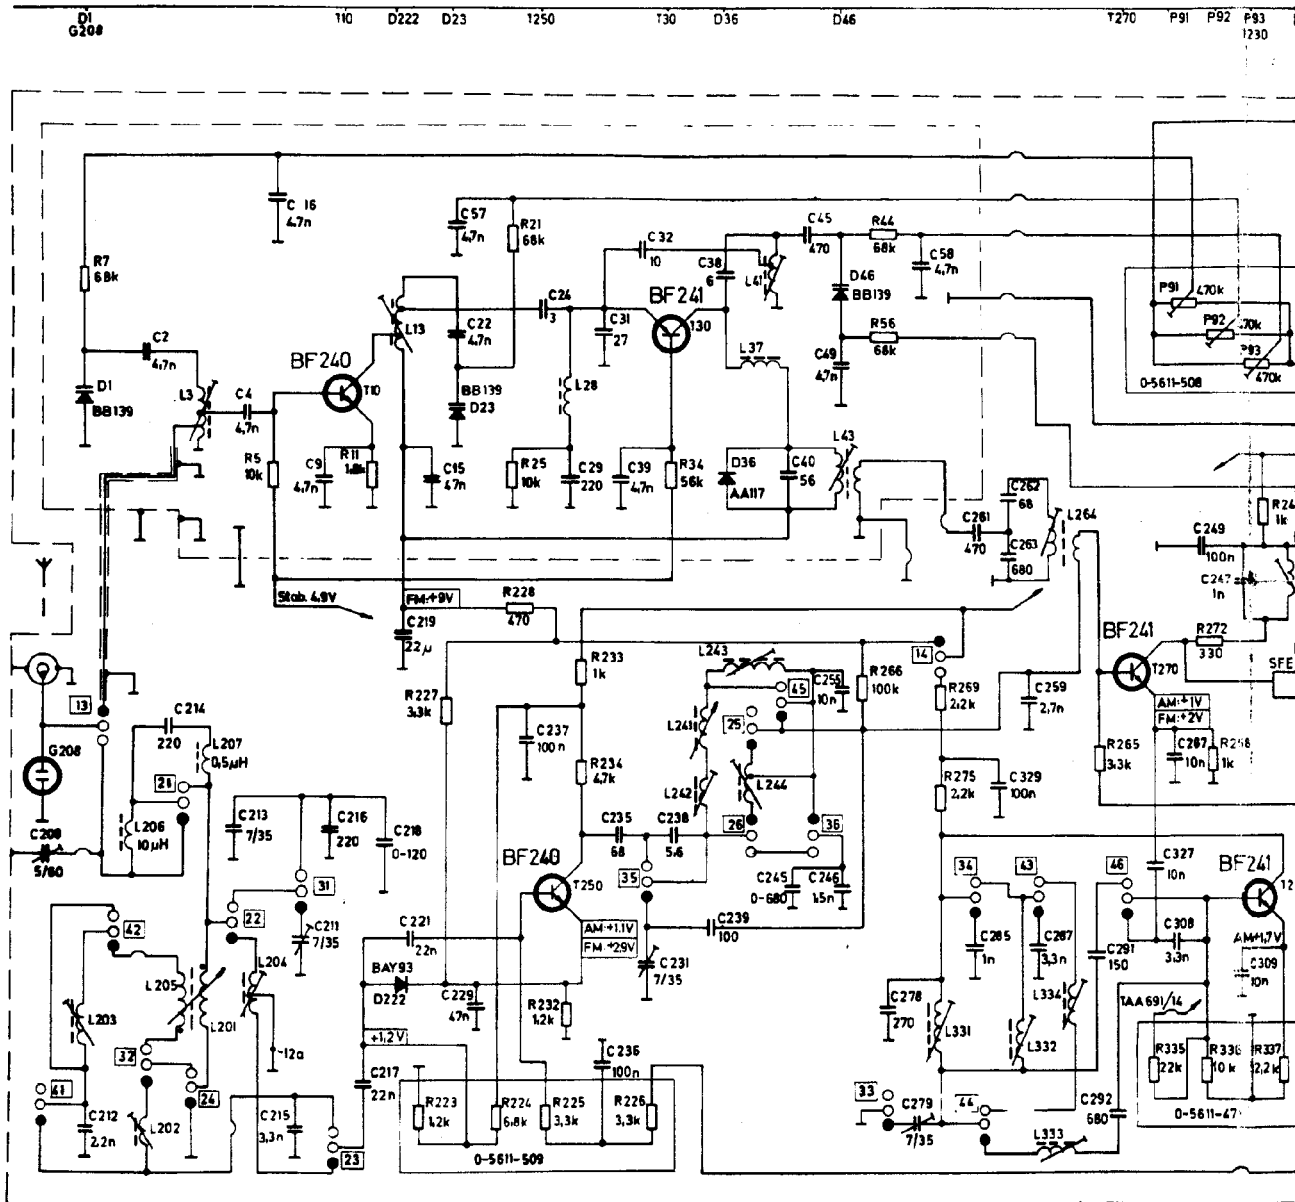 D1 T10 D222 D23 T250 T30 D36 D46 T270 P91 P92 P93
G208
C 16
4,7n
C57
4,7n
R21
68k
C32
10
C45
470
R44
68k
C38
6
L41
C58
4,7n
R7
68k
D46
BB139
P91 470k
C24
3
BF241
T30
C31
27
L13
C22
4,7n
R56
68k
P92
P93
470k
C2
4,7n
BF240
T10
L37
C49
4,7n
D1
BB139
L3
C4
4,7n
BB139
D23
L28
0-5611-508
R5
10k
C9
4,7n
R11
1,8k
C15
47n
R25
10k
C29
220
C39
4,7n
R34
56k
D36
AA117
C40
56
L43
C262
68
L264
C261
470
C263
680
R24
1k
C249
100n
C247
1n
Stab. 4.9V
FM:+9V
R228
470
C219
22μ
BF241
T270
R272
330
SFE
R233
1k
L243
14
R227
3,3k
C255
10n
R266
100k
R269
2,2k
C259
2,7n
45
AM:+1V
FM:+2V
13
C214
220
L207
0,5μH
C237
100n
L241
25
G208
R234
4,7k
L242
L244
R275
2,2k
C329
100n
R265
3,3k
C267
10n
1k
C213
7/35
C216
220
C218
0-120
C209
5/60
L206
10μH
C235
68
C238
5,6
26
36
BF240
T250
35
C245
0-680
C246
1,5n
34
43
46
C327
10n
BF241
31
42
22
C211
7/35
C221
22n
AM:+1.1V
FM:+2.9V
C239
100
C285
1n
C287
3,3n
C291
150
C308
3,3n
AM:+1,7V
L205
L204
BAY93
D222
C231
7/35
C309
10n
L203
L201
C229
47n
R232
1,2k
C278
270
L331
L334
L332
TAA691/14
~12a
+1,2V
32
C217
22n
C236
100n
R335
22k
R336
10k
R337
2,2k
24
C212
2,2n
L202
C215
3,3n
R223
1,2k
R224
6,8k
R225
3,3k
R226
3,3k
33
C279
7/35
44
C292
680
L333
23
0-5611-509
0-5611-47